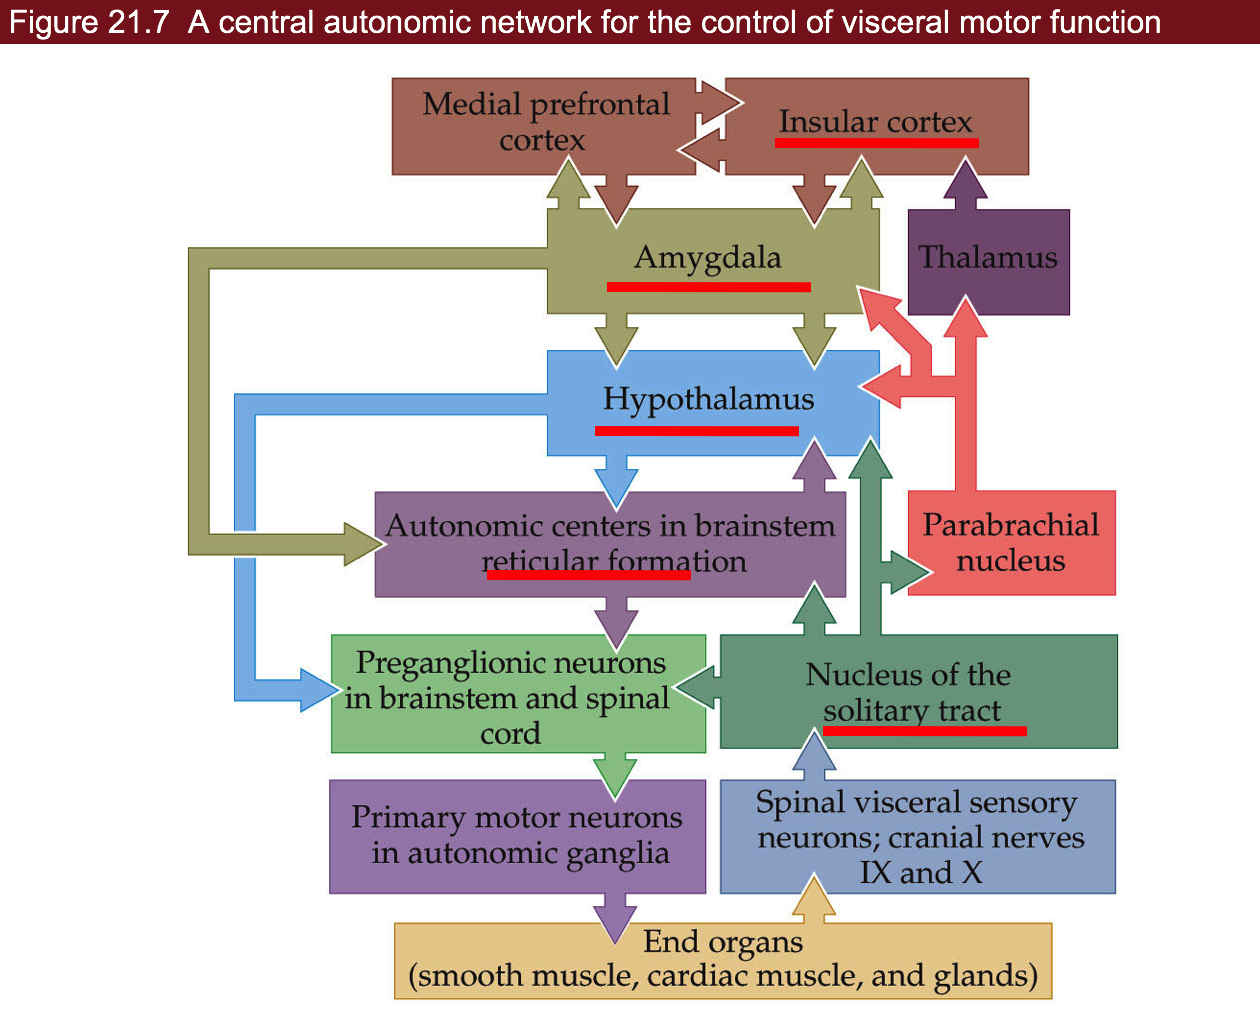 Figure 21.7 A central autonomic network for the control of visceral motor function
Medial prefrontal
cortex
Insular cortex
Amygdala
Thalamus
Hypothalamus
Autonomic centers in brainstem
reticular formation
Parabrachial
nucleus
Preganglionic neurons
in brainstem and spinal
cord
Nucleus of the
solitary tract
Primary motor neurons
in autonomic ganglia
Spinal visceral sensory
neurons; cranial nerves
IX and X
End organs
(smooth muscle, cardiac muscle, and glands)